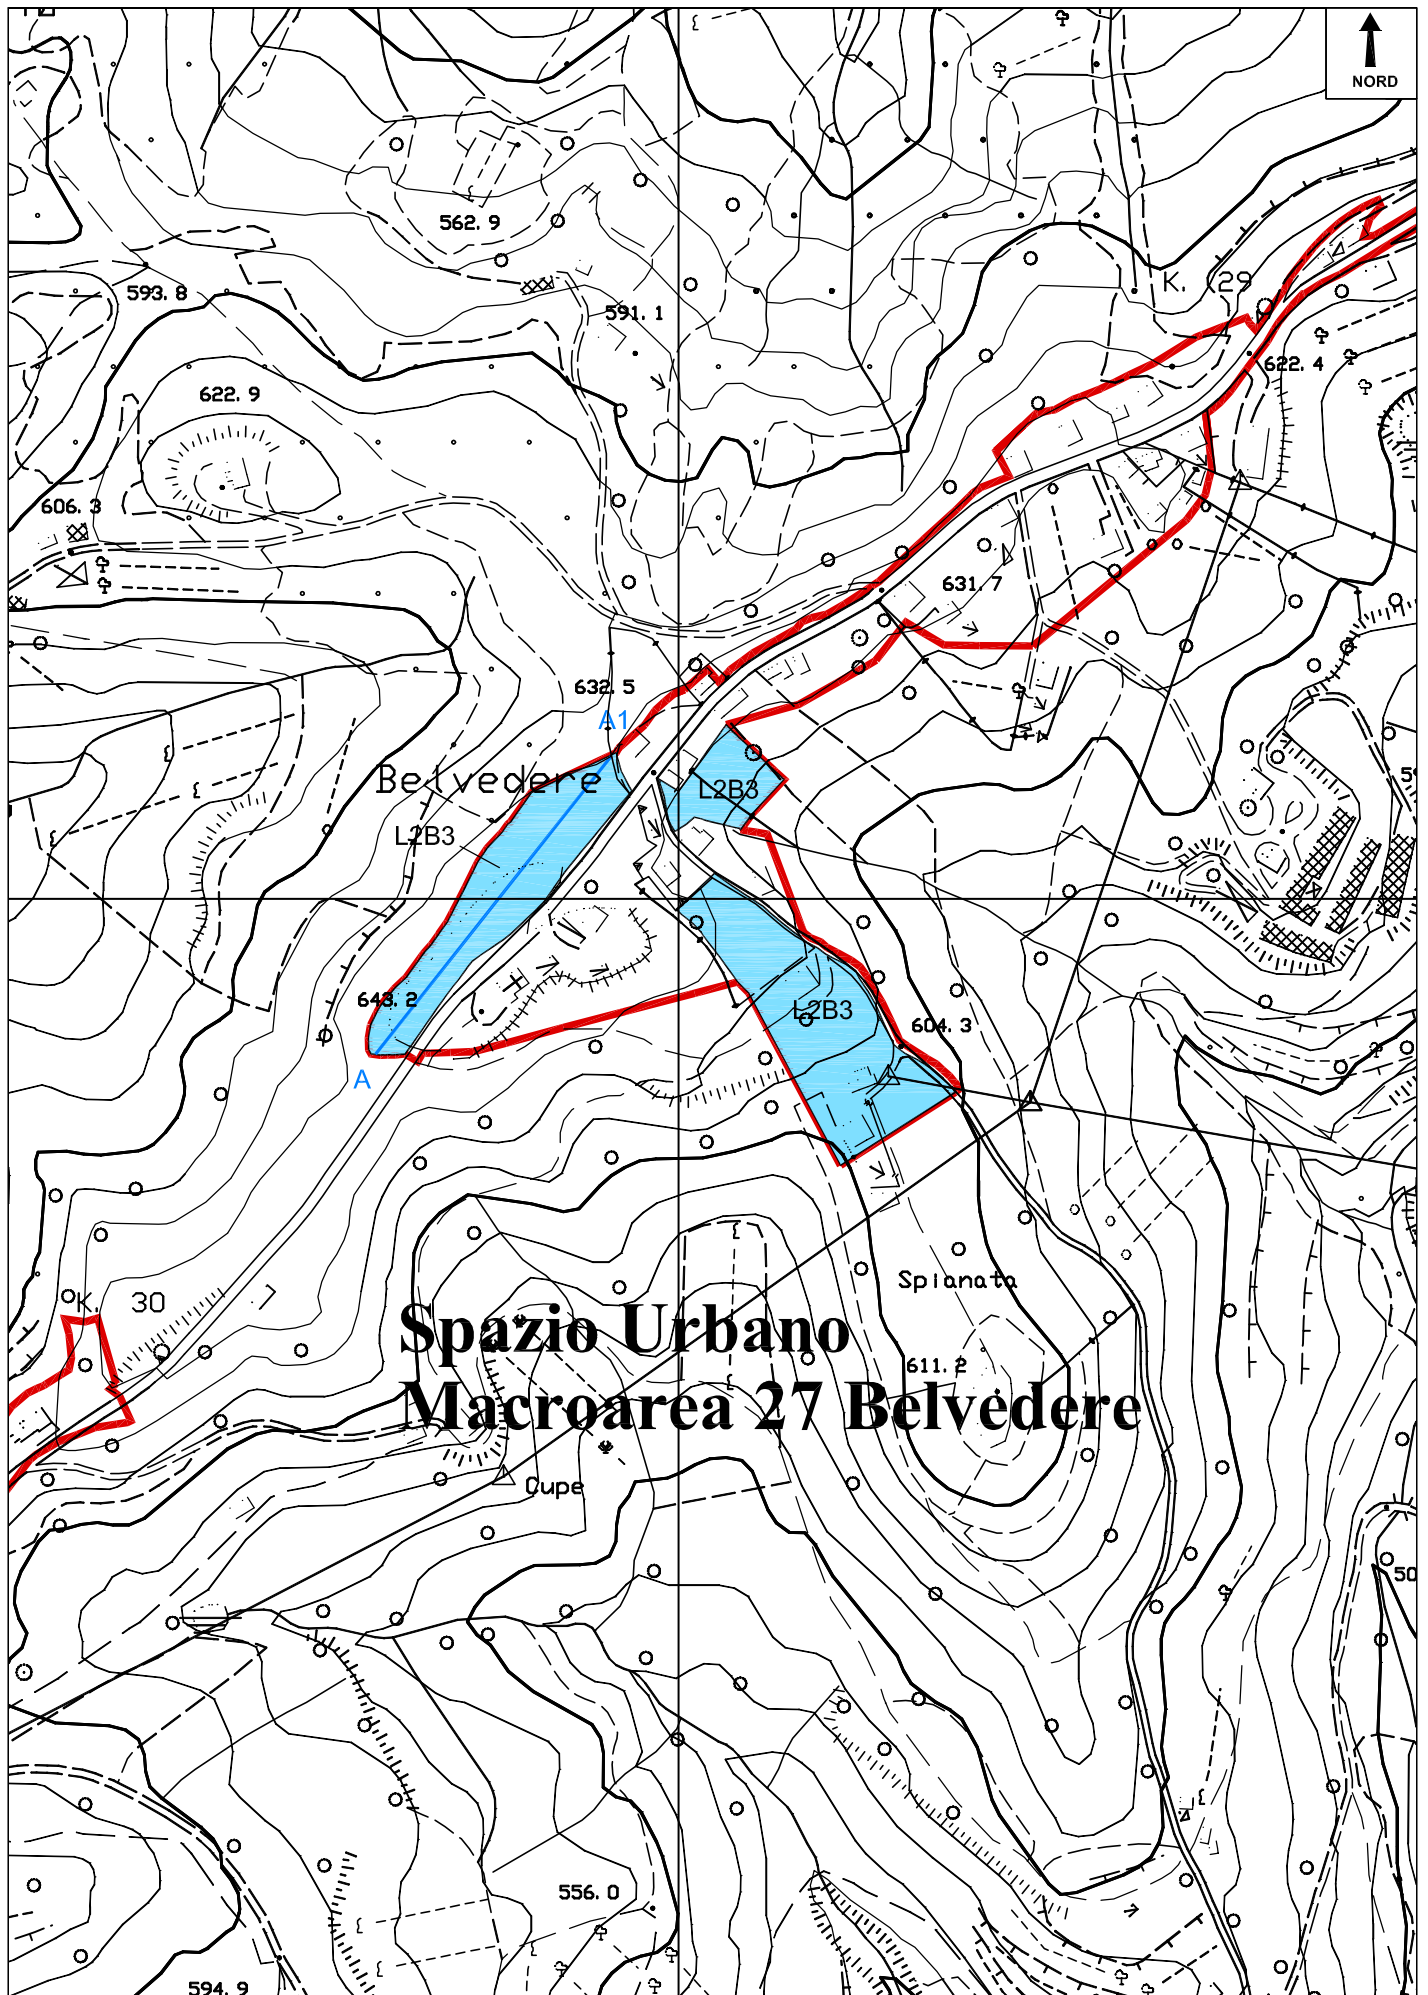 NORD
562. 9
K. 29
593. 8
591. 1
622. 4
622. 9
606. 3
631. 7
632. 5
A1
Belvedere
L2B3
L2B3
643. 2
L2B3
604. 3
A
Spianata
K. 30
Spazio Urbano
611. 2
Macroarea 27 Belvedere
Cupe
556. 0
594. 9